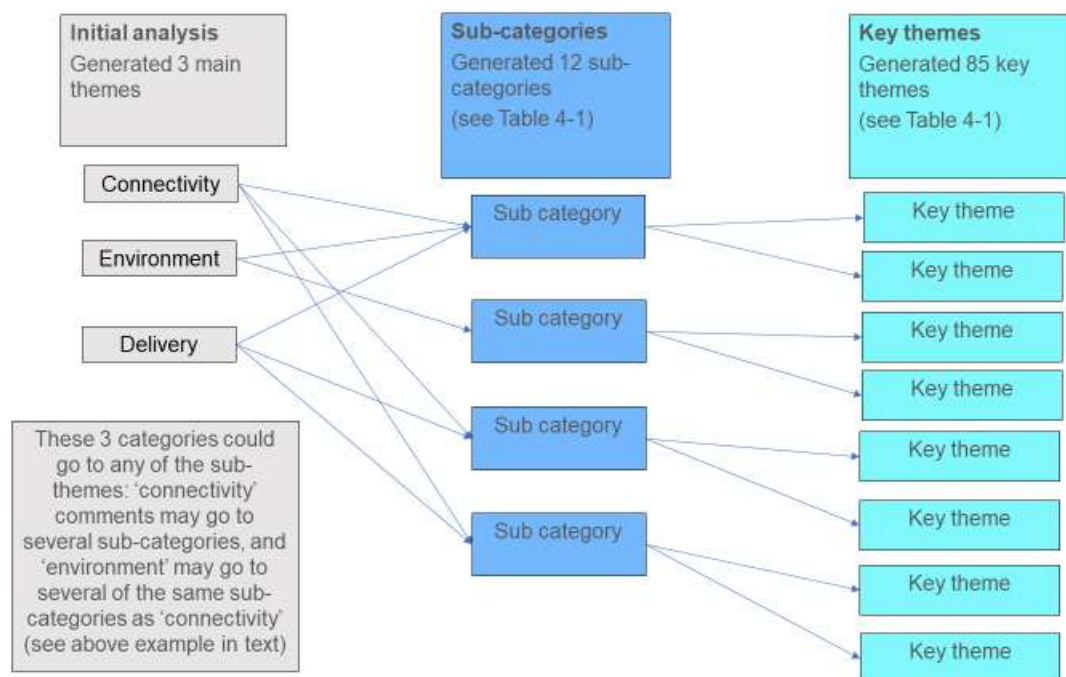 Initial analysis
Generated 3 main
themes
Sub-categories
Generated 12 sub-
categories
(see Table 4-1)
Key themes
Generated 85 key
themes
(see Table 4-1)
Connectivity
Environment
Delivery
These 3 categories could
go to any of the sub-
themes: ‘connectivity’
comments may go to
several sub-categories, and
‘environment’ may go to
several of the same sub-
categories as ‘connectivity’
(see above example in text)
Sub category
Sub category
Sub category
Sub category
Key theme
Key theme
Key theme
Key theme
Key theme
Key theme
Key theme
Key theme